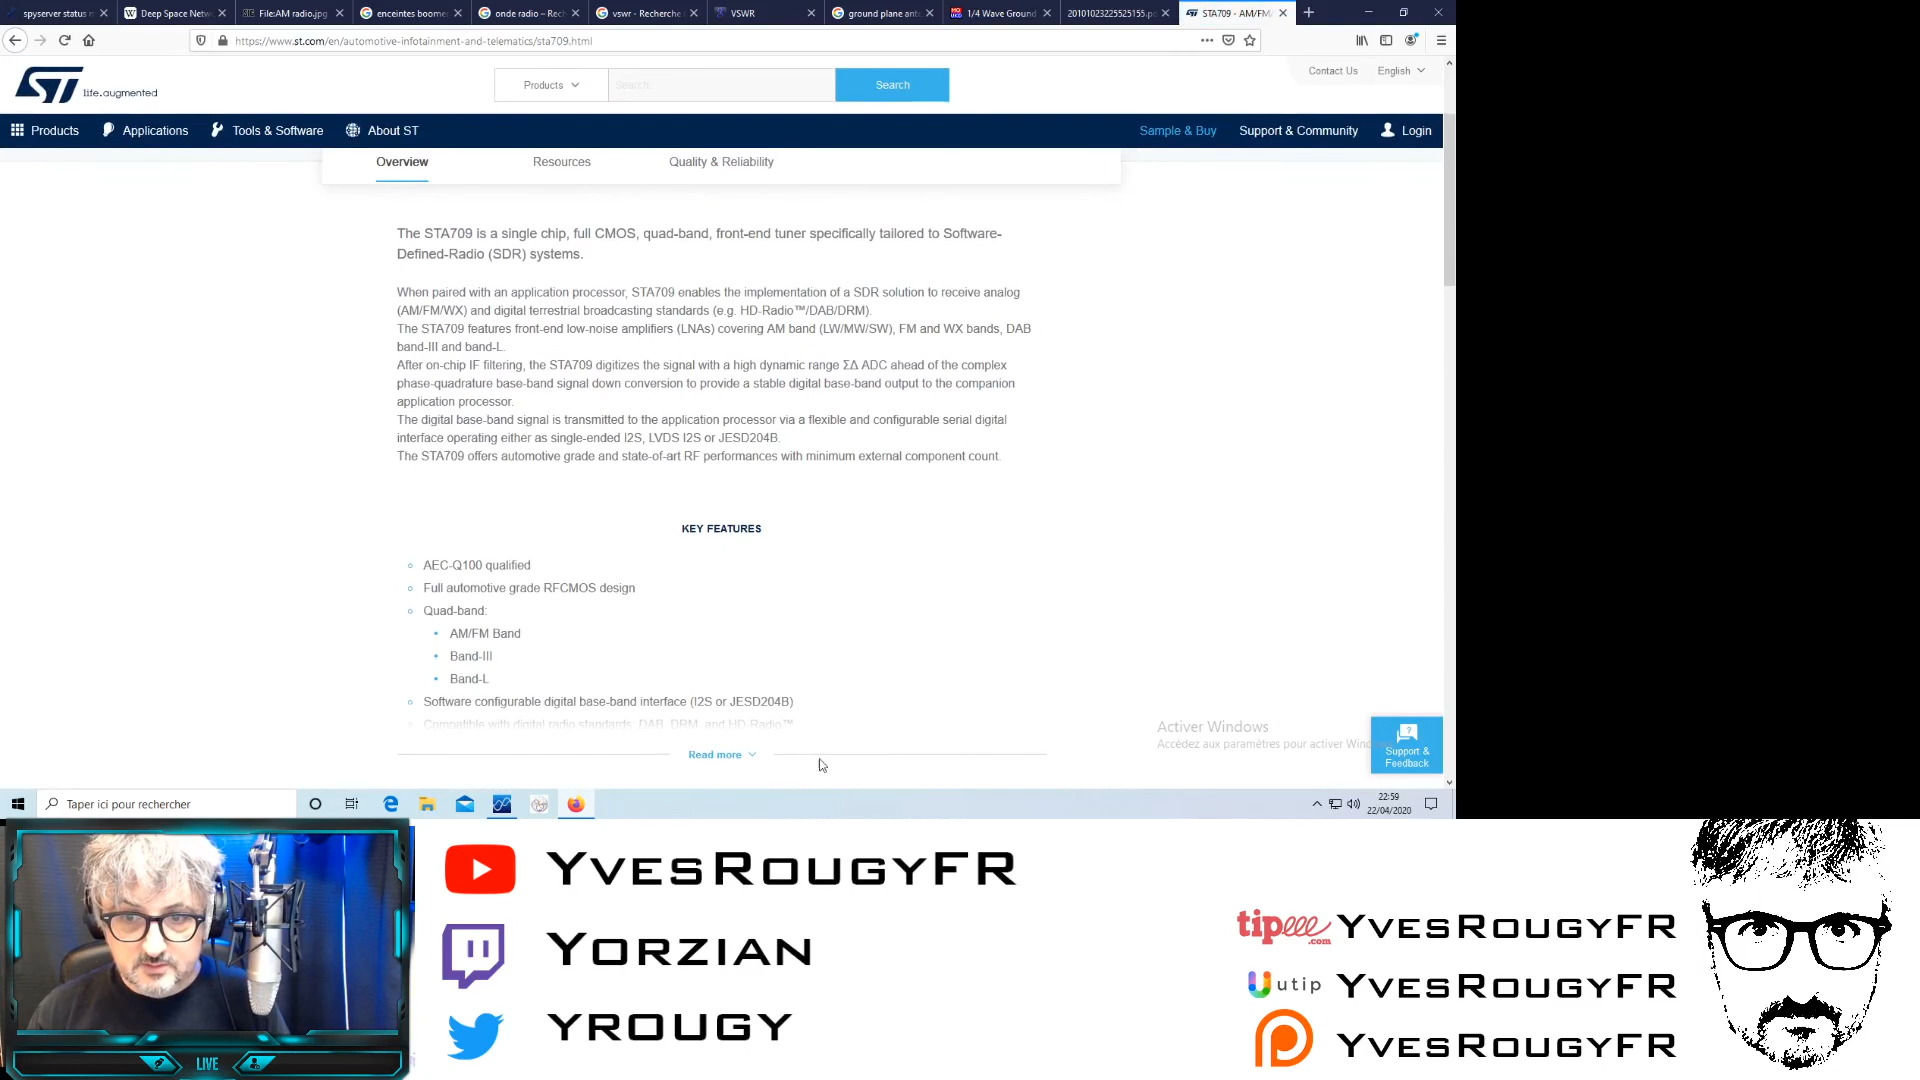 spyserver status m
Deep Space Netw
File:AM radio.jpg
enceintes boomer
onde radio – Rech
vswr - Recherche
VSWR
ground plane ante
1/4 Wave Ground
20101023225525155.po
STA709 - AM/FM/
https://www.st.com/en/automotive-infotainment-and-telematics/sta709.html
life.augmented
Products
Search
Search
Contact Us
English
Products
Applications
Tools & Software
About ST
Sample & Buy
Support & Community
Login
Overview
Resources
Quality & Reliability
The STA709 is a single chip, full CMOS, quad-band, front-end tuner specifically tailored to Software-
Defined-Radio (SDR) systems.
When paired with an application processor, STA709 enables the implementation of a SDR solution to receive analog
(AM/FM/WX) and digital terrestrial broadcasting standards (e.g. HD-Radio™/DAB/DRM).
The STA709 features front-end low-noise amplifiers (LNAs) covering AM band (LW/MW/SW), FM and WX bands, DAB
band-III and band-L.
After on-chip IF filtering, the STA709 digitizes the signal with a high dynamic range ΣΔ ADC ahead of the complex
phase-quadrature base-band signal down conversion to provide a stable digital base-band output to the companion
application processor.
The digital base-band signal is transmitted to the application processor via a flexible and configurable serial digital
interface operating either as single-ended I2S, LVDS I2S or JESD204B.
The STA709 offers automotive grade and state-of-art RF performances with minimum external component count.
KEY FEATURES
AEC-Q100 qualified
Full automotive grade RFCMOS design
Quad-band:
AM/FM Band
Band-III
Band-L
Software configurable digital base-band interface (I2S or JESD204B)
Compatible with digital radio standards: DAB, DRM, and HD-Radio™
Read more
Activer Windows
Accédez aux paramètres pour activer Wind
Support &
Feedback
Taper ici pour rechercher
22:59
22/04/2020
LIVE
YvesRougyFR
Yorzian
YROUGY
tipeee.com YvesRougyFR
utip YvesRougyFR
YvesRougyFR